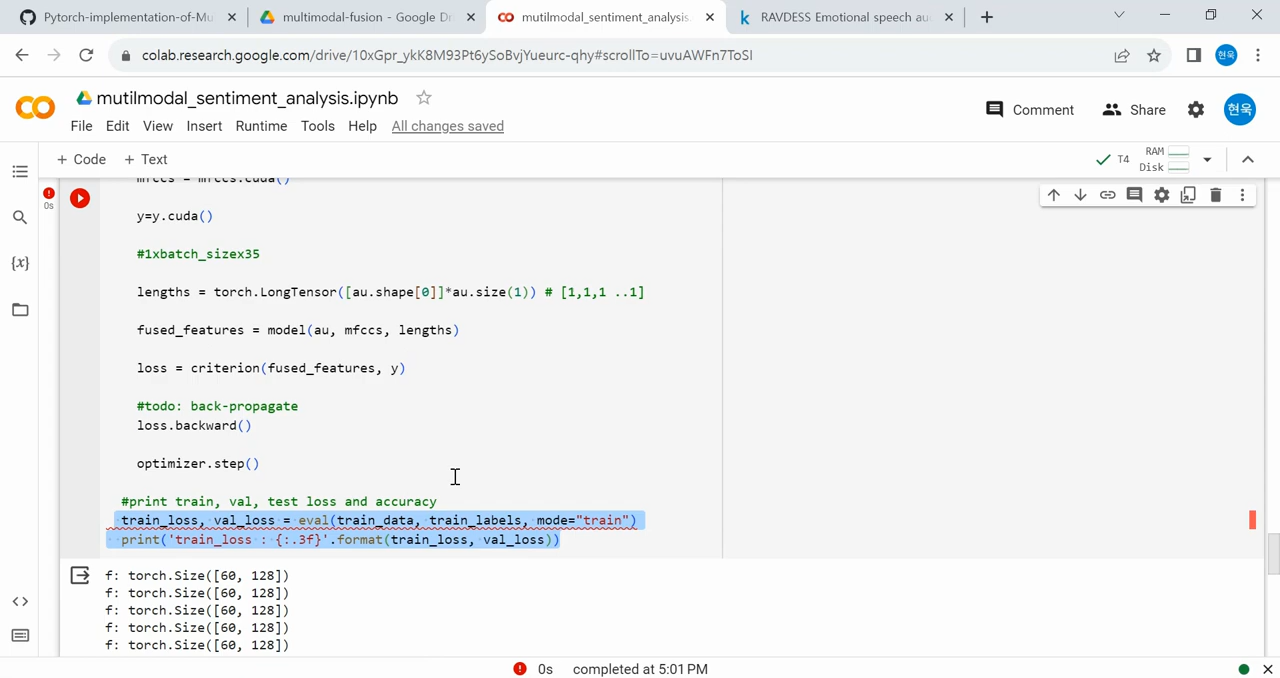 Pytorch-implementation-of-Mu
multimodal-fusion - Google Dr
mutilmodal_sentiment_analysis.
RAVDESS Emotional speech au
colab.research.google.com/drive/10xGpr_ykK8M93Pt6ySoBvjYueurc-qhy#scrollTo=uvuAWFn7ToSI
현욱
mutilmodal_sentiment_analysis.ipynb
File Edit View Insert Runtime Tools Help All changes saved
Comment Share 현욱
+ Code + Text
T4 RAM
Disk
mfccs = mfccs.cuda()
0s
y=y.cuda()
#1xbatch_sizex35
lengths = torch.LongTensor([au.shape[0]]*au.size(1)) # [1,1,1 ..1]
fused_features = model(au, mfccs, lengths)
loss = criterion(fused_features, y)
#todo: back-propagate
loss.backward()
optimizer.step()
#print train, val, test loss and accuracy
train_loss, val_loss = eval(train_data, train_labels, mode="train")
print('train_loss : {:.3f}'.format(train_loss, val_loss))
f: torch.Size([60, 128])
f: torch.Size([60, 128])
f: torch.Size([60, 128])
f: torch.Size([60, 128])
f: torch.Size([60, 128])
0s completed at 5:01 PM